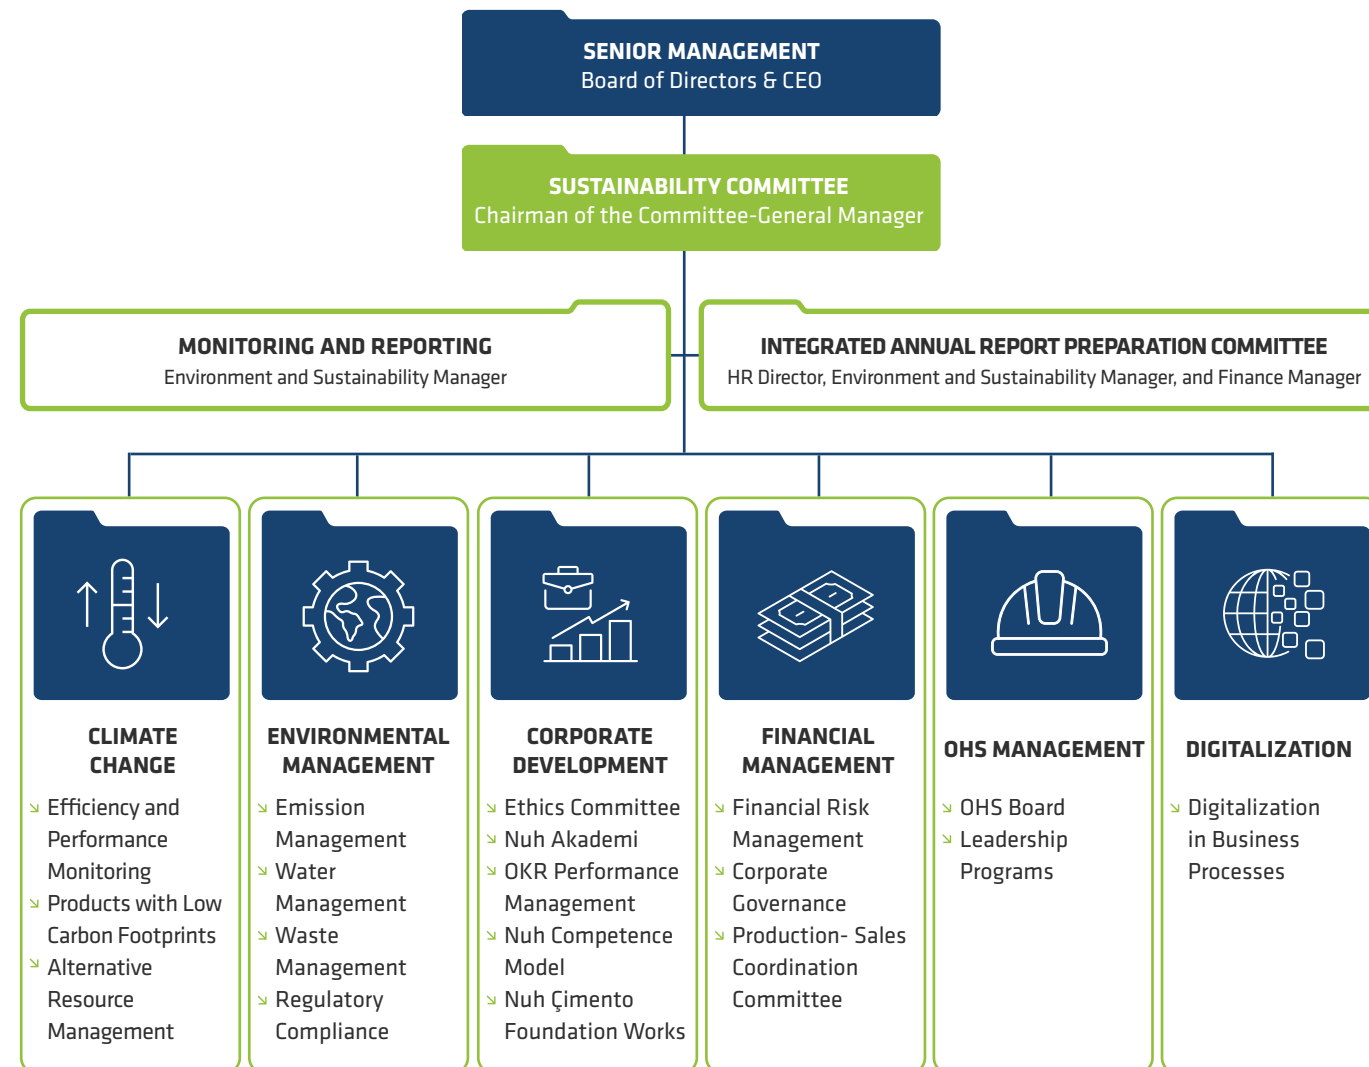 SENIOR MANAGEMENT
Board of Directors & CEO
SUSTAINABILITY COMMITTEE
Chairman of the Committee-General Manager
MONITORING AND REPORTING
Environment and Sustainability Manager
INTEGRATED ANNUAL REPORT PREPARATION COMMITTEE
HR Director, Environment and Sustainability Manager, and Finance Manager
CLIMATE
CHANGE
Efficiency and
Performance
Monitoring
Products with Low
Carbon Footprints
Alternative
Resource
Management
ENVIRONMENTAL
MANAGEMENT
Emission
Management
Water
Management
Waste
Management
Regulatory
Compliance
CORPORATE
DEVELOPMENT
Ethics Committee
Nuh Akademi
OKR Performance
Management
Nuh Competence
Model
Nuh Çimento
Foundation Works
FINANCIAL
MANAGEMENT
Financial Risk
Management
Corporate
Governance
Production- Sales
Coordination
Committee
OHS MANAGEMENT
OHS Board
Leadership
Programs
DIGITALIZATION
Digitalization
in Business
Processes